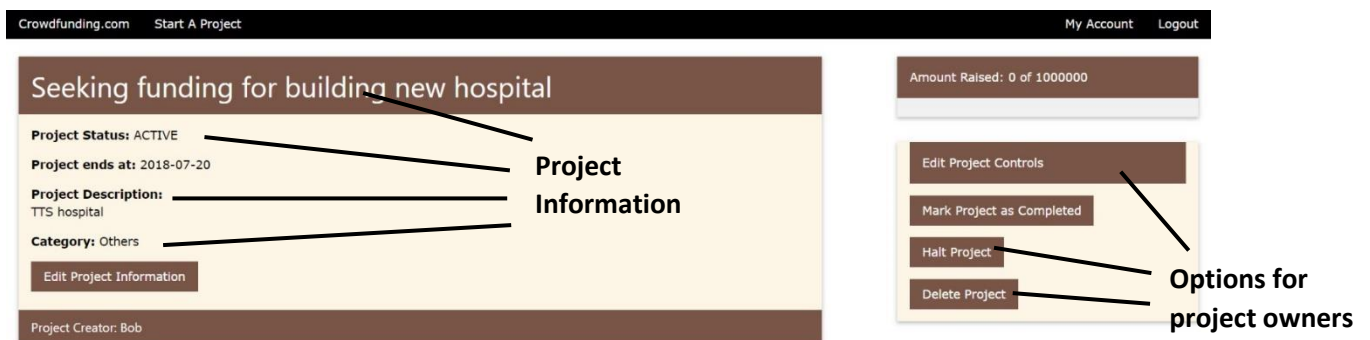 Crowdfunding.com Start A Project My Account Logout
Seeking funding for building new hospital
Project Status: ACTIVE
Project ends at: 2018-07-20
Project Description:
TTS hospital
Category: Others
Edit Project Information
Project Creator: Bob
Project
Information
Amount Raised: 0 of 1000000
Edit Project Controls
Mark Project as Completed
Halt Project
Delete Project
Options for
project owners